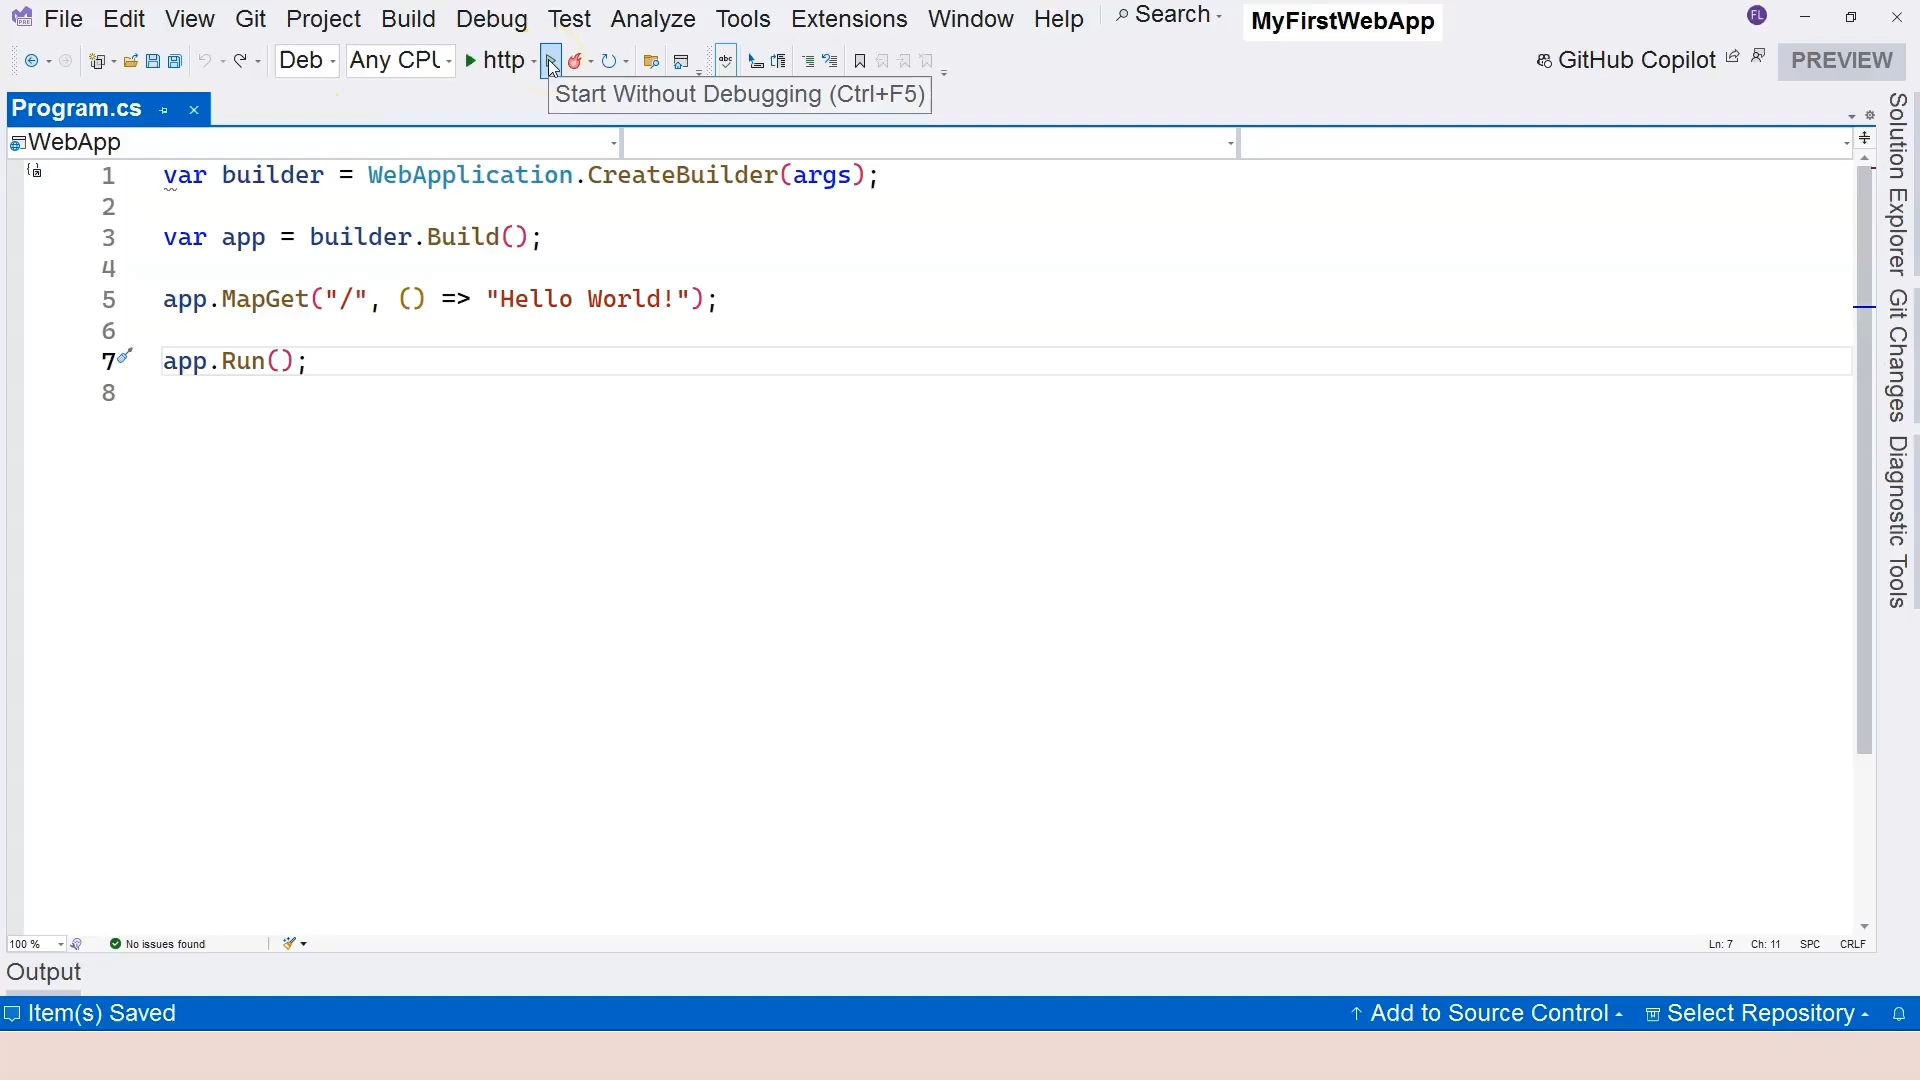 File Edit View Git Project Build Debug Test Analyze Tools Extensions Window Help Search MyFirstWebApp FL
Deb Any CPU http abc GitHub Copilot PREVIEW
Start Without Debugging (Ctrl+F5)
Program.cs
WebApp
1 var builder = WebApplication.CreateBuilder(args);
2
3 var app = builder.Build();
4
5 app.MapGet("/", () => "Hello World!");
6
7 app.Run();
8
Solution Explorer
Git Changes
Diagnostic Tools
100 % No issues found Ln: 7 Ch: 11 SPC CRLF
Output
Item(s) Saved Add to Source Control Select Repository